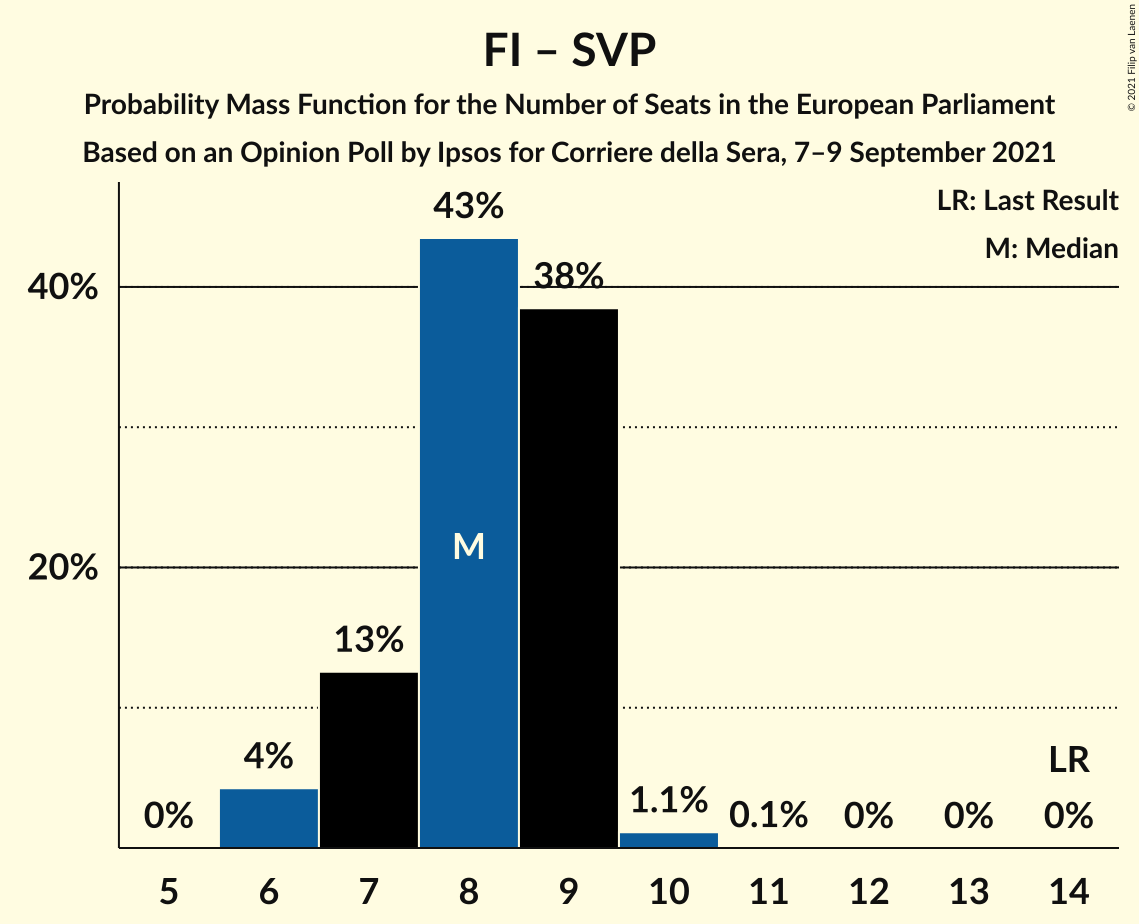 FI – SVP
Probability Mass Function for the Number of Seats in the European Parliament
Based on an Opinion Poll by Ipsos for Corriere della Sera, 7–9 September 2021
© 2021 Filip van Laenen
LR: Last Result
M: Median
43%
38%
40%
M
20%
13%
4%
LR
0%
1.1%
0.1%
0%
0%
0%
5 6 7 8 9 10 11 12 13 14